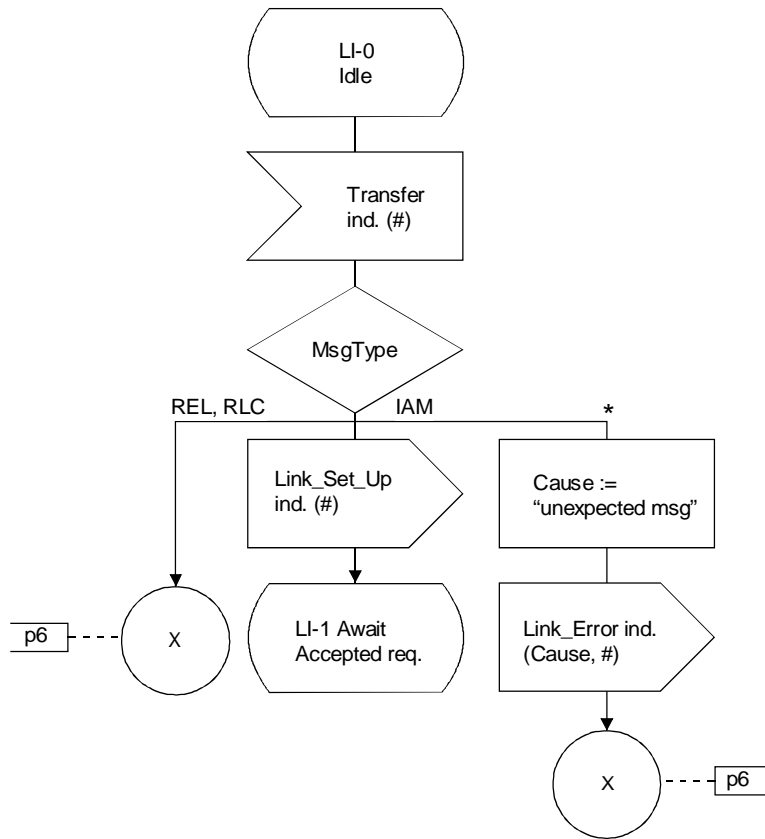 LI-0
Idle
Transfer
ind. (#)
MsgType
REL, RLC
IAM
*
Link_Set_Up
ind. (#)
Cause :=
“unexpected msg”
p6
X
LI-1 Await
Accepted req.
Link_Error ind.
(Cause, #)
X
p6